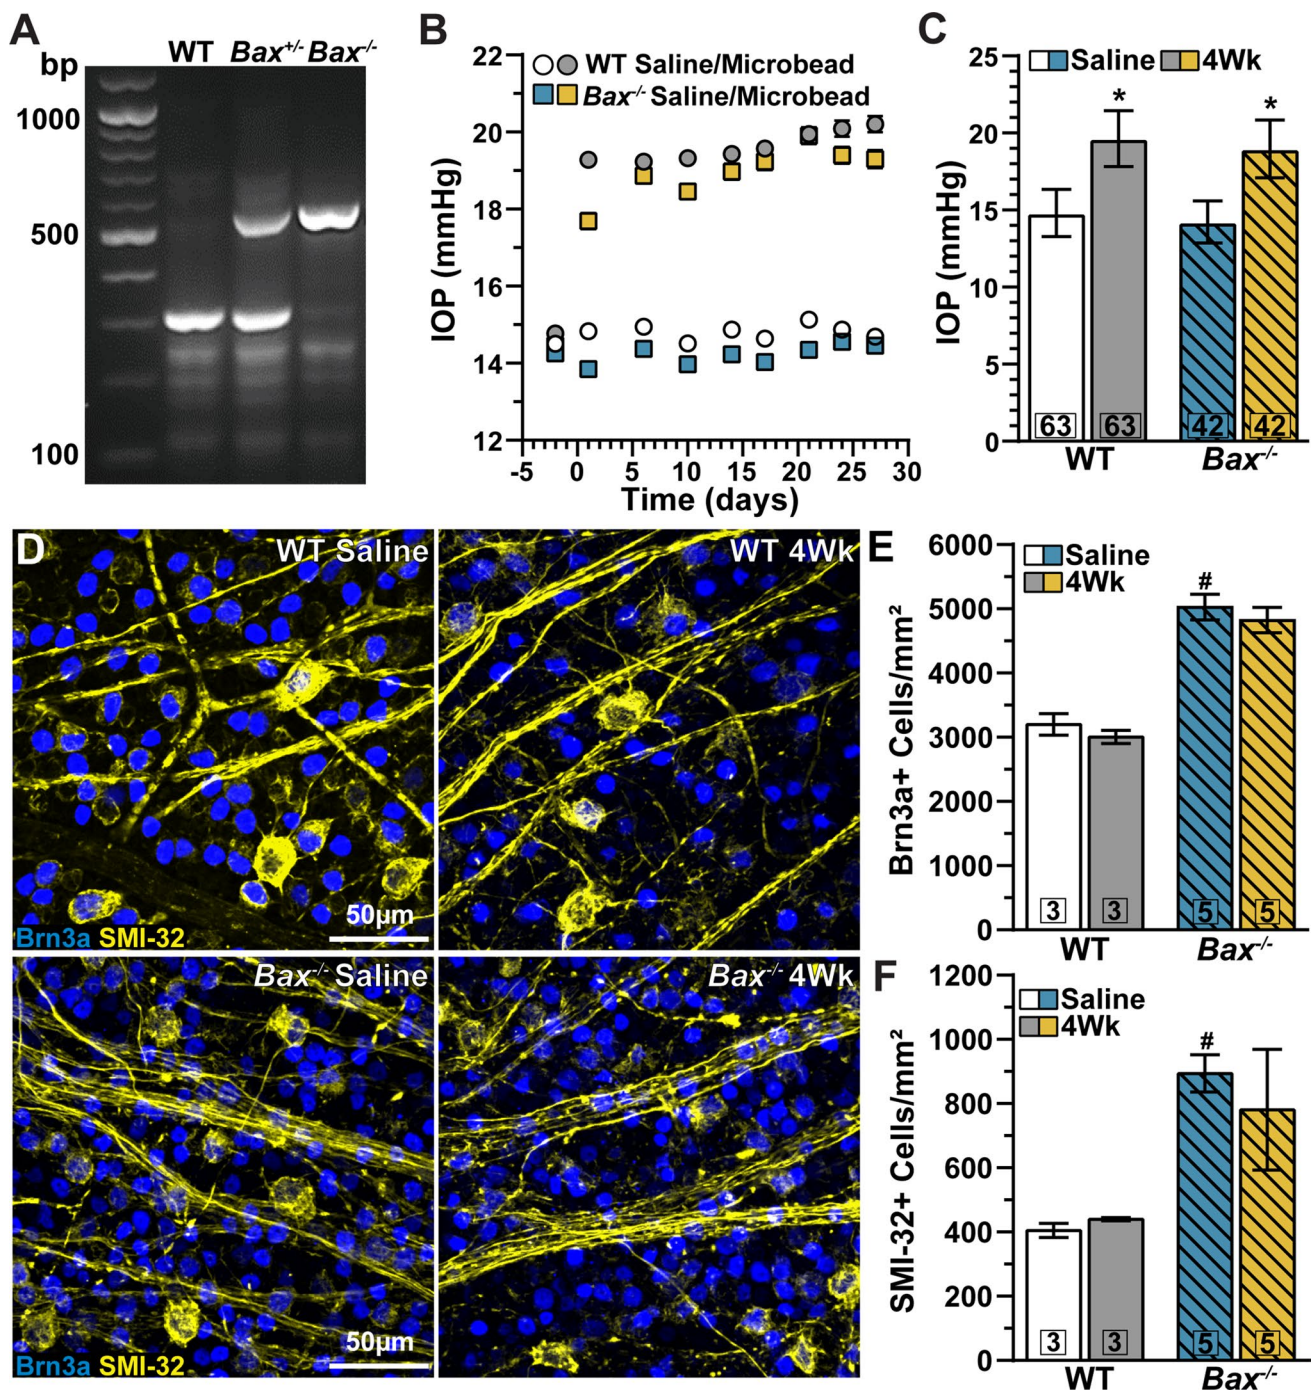 A
WT Bax+/- Bax-/-
bp
1000
500
100
B
22
20
18
16
14
12
IOP (mmHg)
WT Saline/Microbead
Bax-/- Saline/Microbead
-5 0 5 10 15 20 25 30
Time (days)
C
25
20
15
10
5
0
IOP (mmHg)
Saline 4Wk
* *
63 63 42 42
WT Bax-/-
D
WT Saline
WT 4Wk
50µm
Brn3a SMI-32
Bax-/- Saline
Bax-/- 4Wk
50µm
Brn3a SMI-32
E
6000
5000
4000
3000
2000
1000
0
Brn3a+ Cells/mm²
Saline
4Wk
#
3 3 5 5
WT Bax-/-
F
1200
1000
800
600
400
200
0
SMI-32+ Cells/mm²
Saline
4Wk
#
3 3 5 5
WT Bax-/-